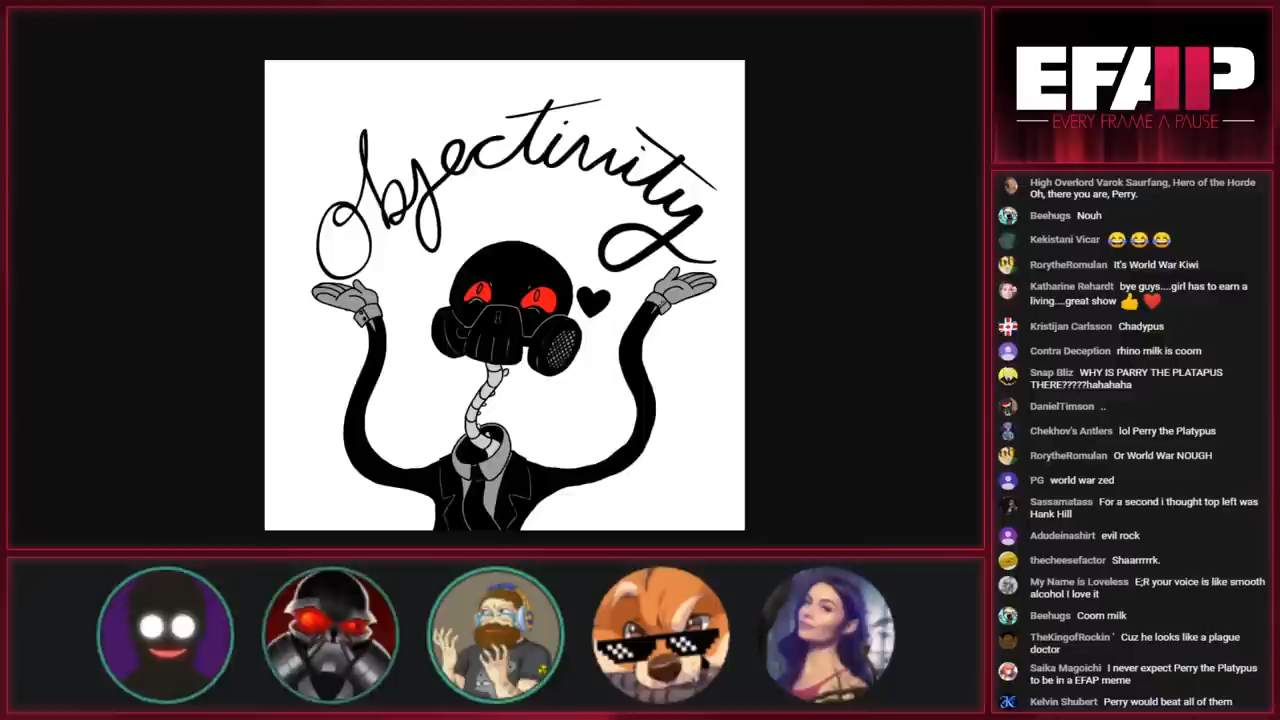 Objectivity
EFAP
EVERY FRAME A PAUSE
High Overlord Varok Saurfang, Hero of the Horde
Oh, there you are, Perry.
Beehugs Nouh
Kekistani Vicar 😂 😂 😂
RorytheRomulan It's World War Kiwi
Katharine Rehardt bye guys....girl has to earn a
living....great show 👍 ❤️
Kristijan Carlsson Chadypus
Contra Deception rhino milk is coom
Snap Bliz WHY IS PARRY THE PLATAPUS
THERE?????hahahaha
DanielTimson ..
Chekhov's Antlers lol Perry the Platypus
RorytheRomulan Or World War NOUGH
PG world war zed
Sassamatass For a second i thought top left was
Hank Hill
Adudeinashirt evil rock
thecheesefactor Shaarrrrrk.
My Name is Loveless E;R your voice is like smooth
alcohol I love it
Beehugs Coom milk
TheKingofRockin ' Cuz he looks like a plague
doctor
Saika Magoichi I never expect Perry the Platypus
to be in a EFAP meme
Kelvin Shubert Perry would beat all of them